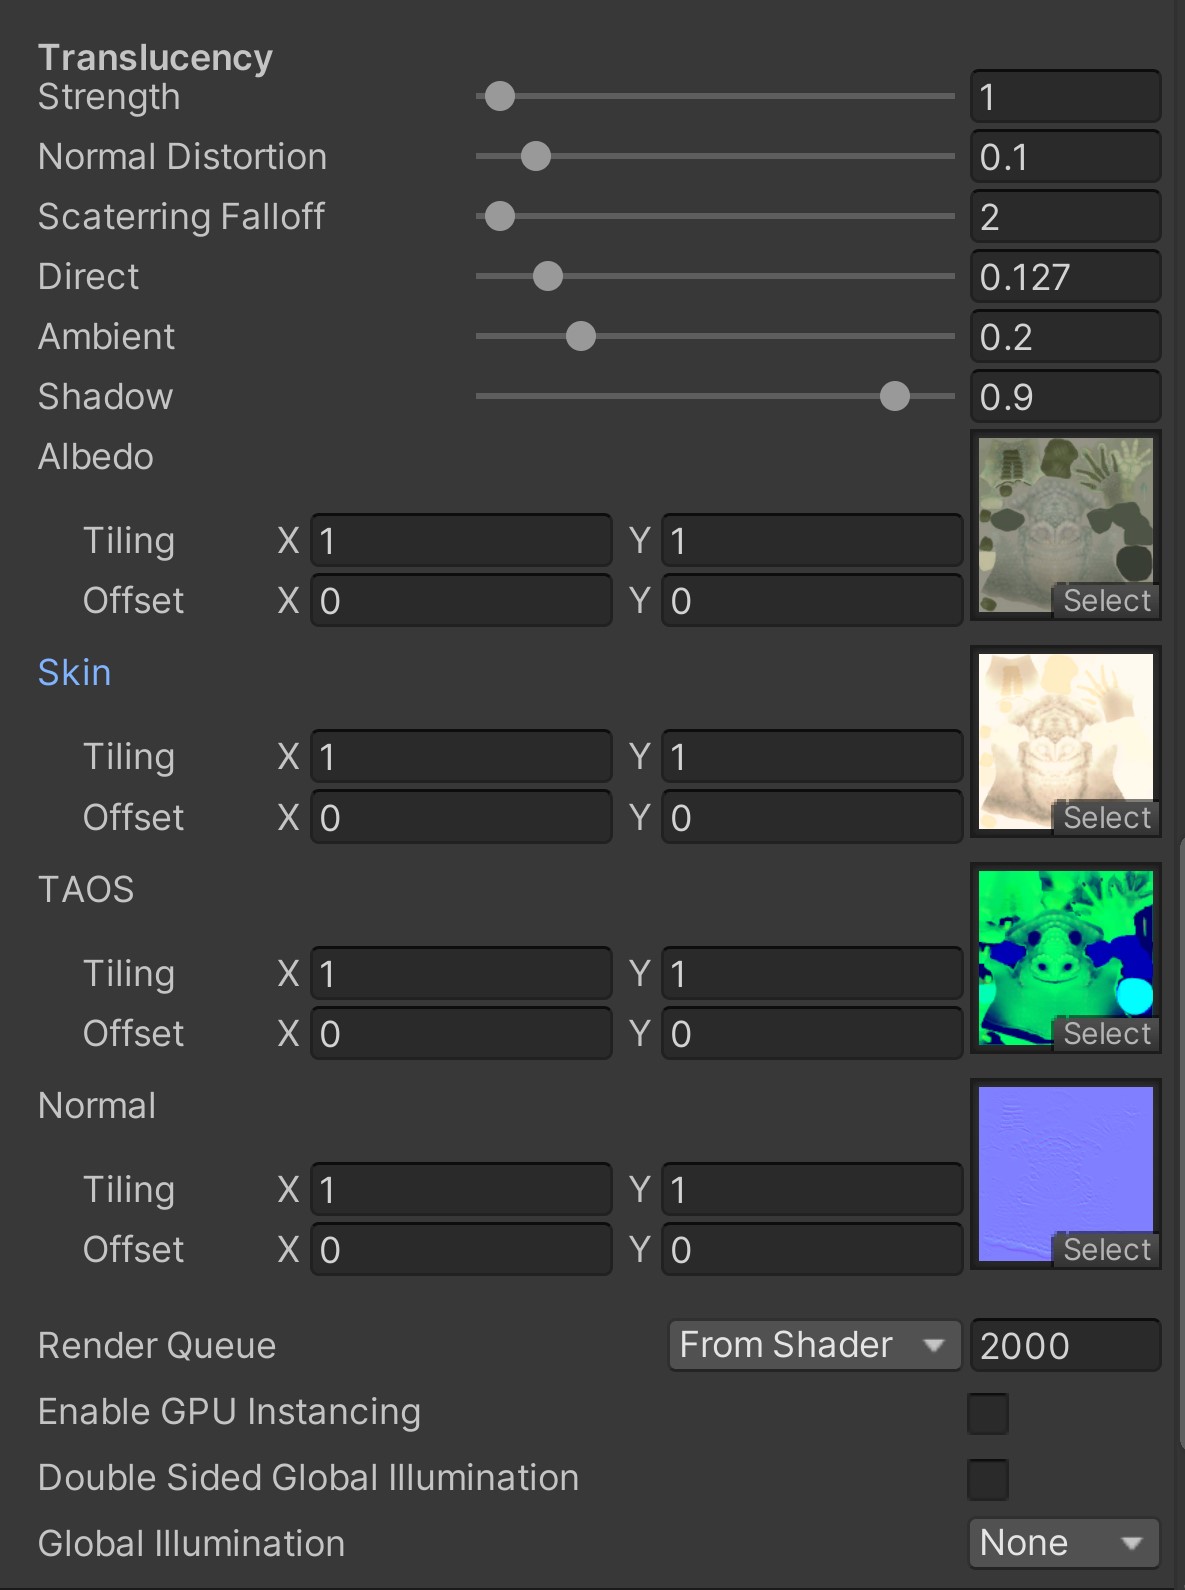 Translucency
Strength 1
Normal Distortion 0.1
Scaterring Falloff 2
Direct 0.127
Ambient 0.2
Shadow 0.9
Albedo
Tiling X 1 Y 1
Offset X 0 Y 0 Select
Skin
Tiling X 1 Y 1
Offset X 0 Y 0 Select
TAOS
Tiling X 1 Y 1
Offset X 0 Y 0 Select
Normal
Tiling X 1 Y 1
Offset X 0 Y 0 Select
Render Queue From Shader 2000
Enable GPU Instancing
Double Sided Global Illumination
Global Illumination None